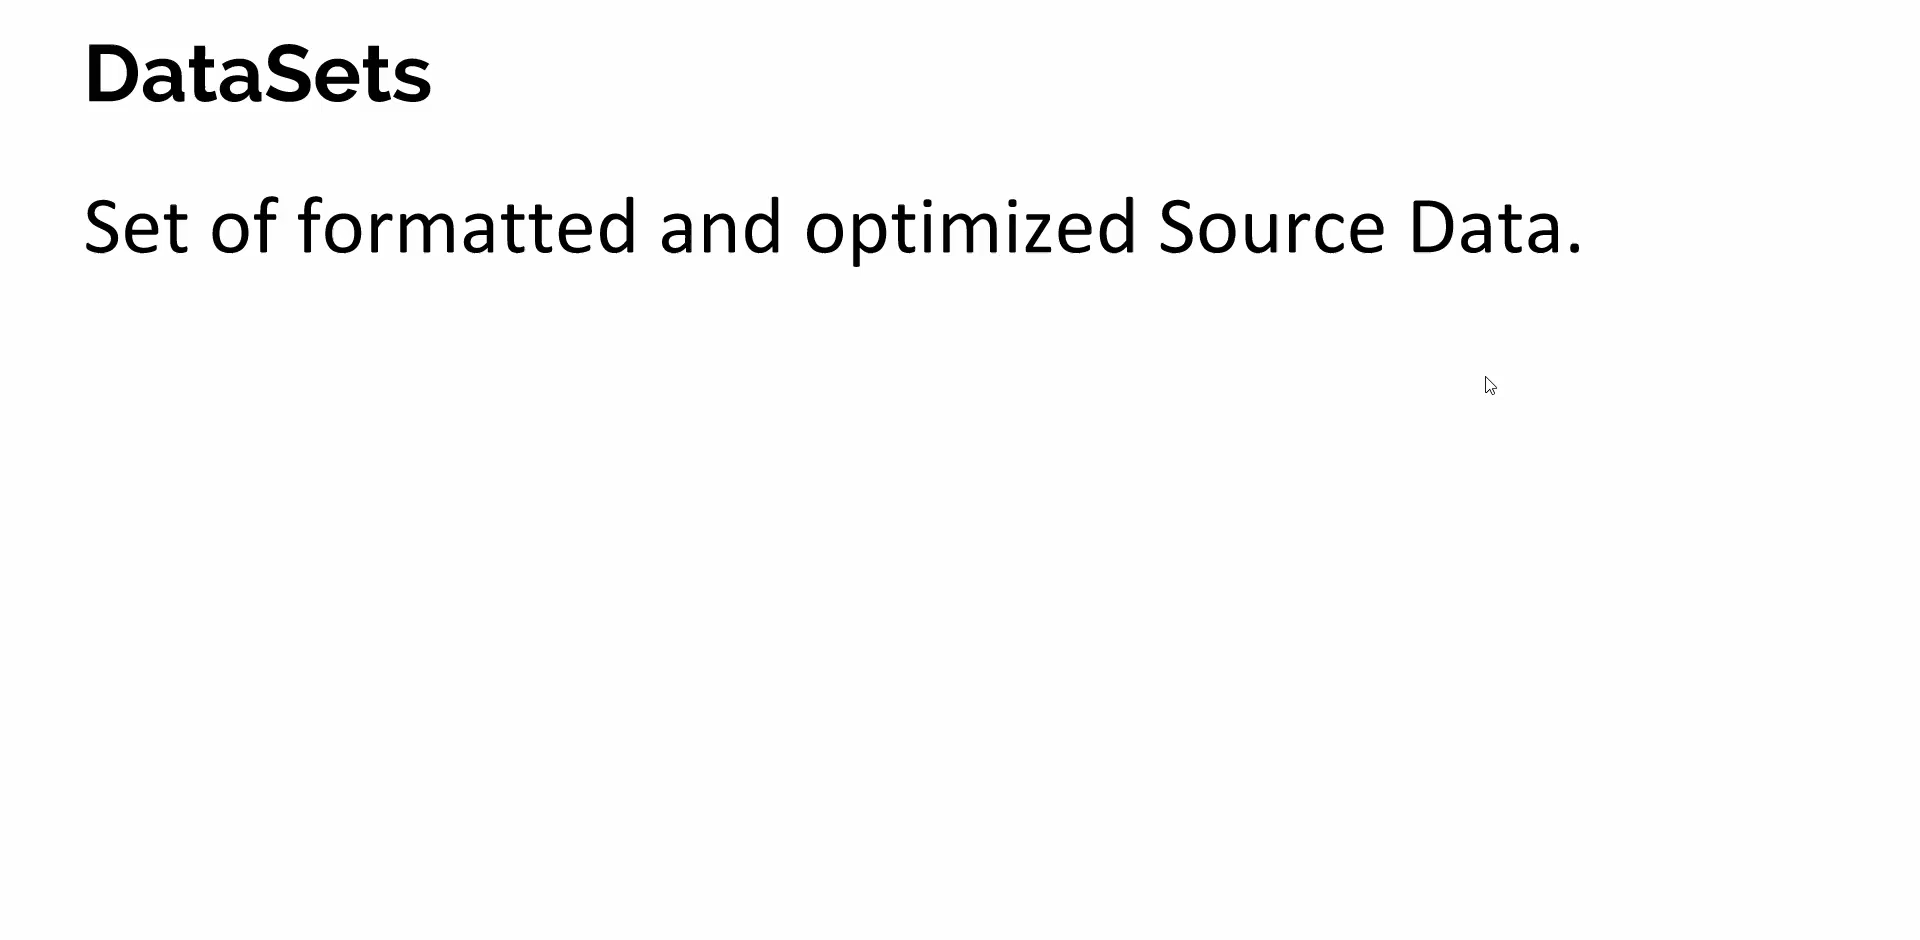 DataSets
Set of formatted and optimized Source Data.